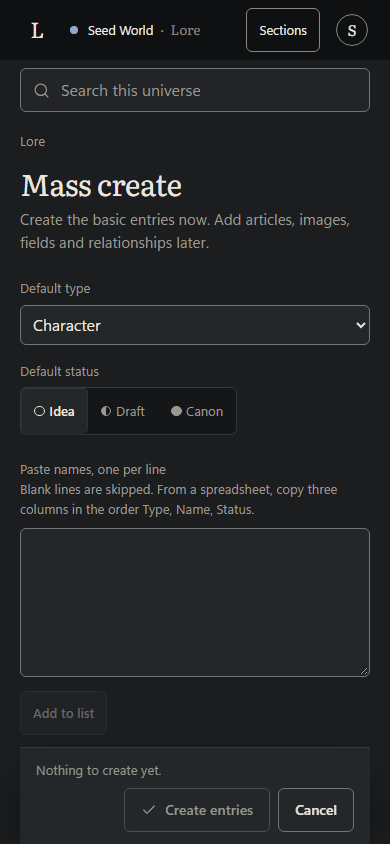 L
Seed World · Lore
Sections
S
Search this universe
Lore
Mass create
Create the basic entries now. Add articles, images,
fields and relationships later.
Default type
Character
Default status
Idea
Draft
Canon
Paste names, one per line
Blank lines are skipped. From a spreadsheet, copy three
columns in the order Type, Name, Status.
Add to list
Nothing to create yet.
Create entries
Cancel